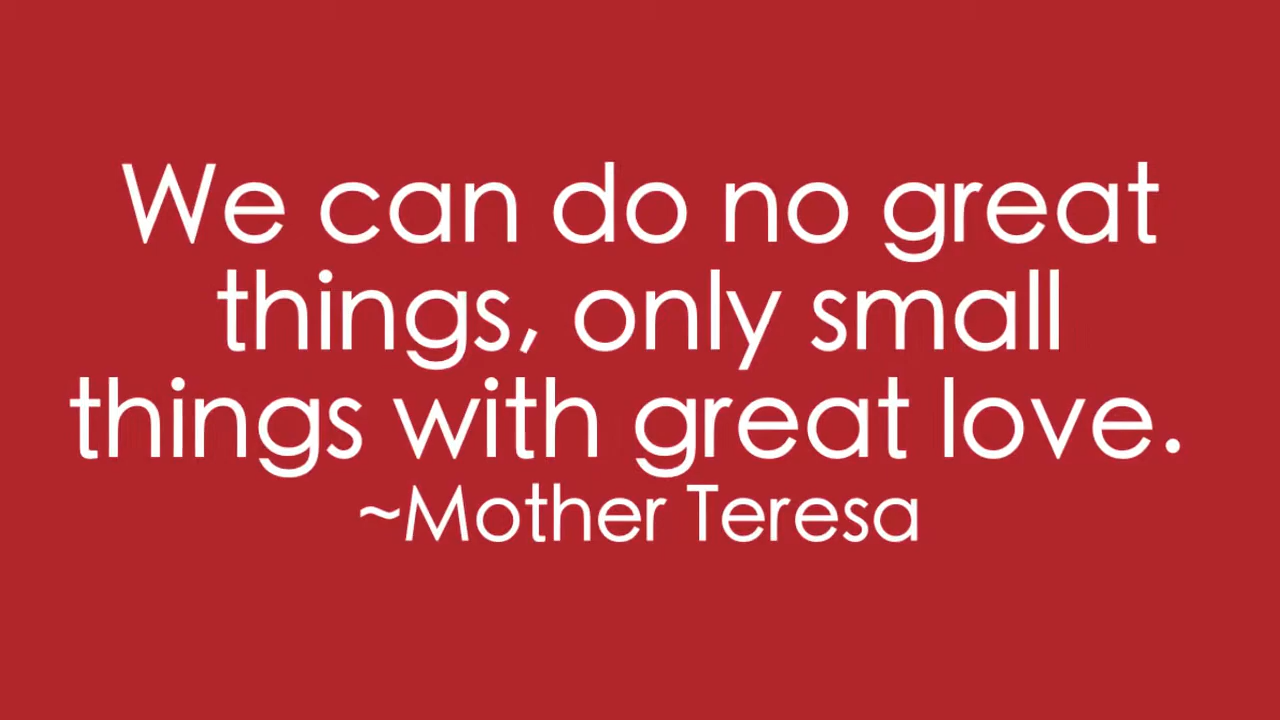 We can do no great
things, only small
things with great love.
~Mother Teresa